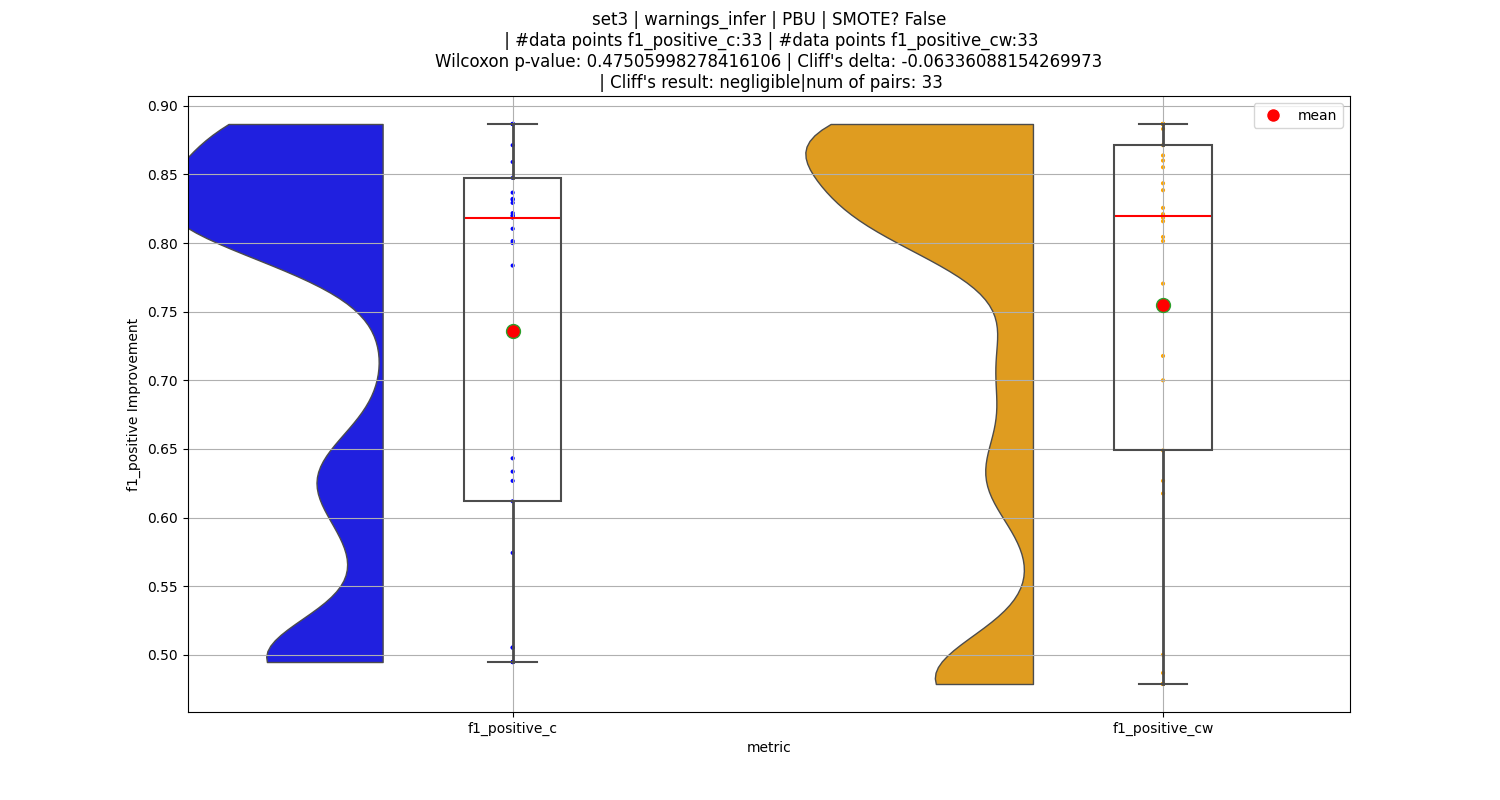 set3 | warnings_infer | PBU | SMOTE? False
| #data points f1_positive_c:33 | #data points f1_positive_cw:33
Wilcoxon p-value: 0.47505998278416106 | Cliff's delta: -0.06336088154269973
| Cliff's result: negligible|num of pairs: 33
mean
f1_positive Improvement
0.90
0.85
0.80
0.75
0.70
0.65
0.60
0.55
0.50
f1_positive_c
f1_positive_cw
metric